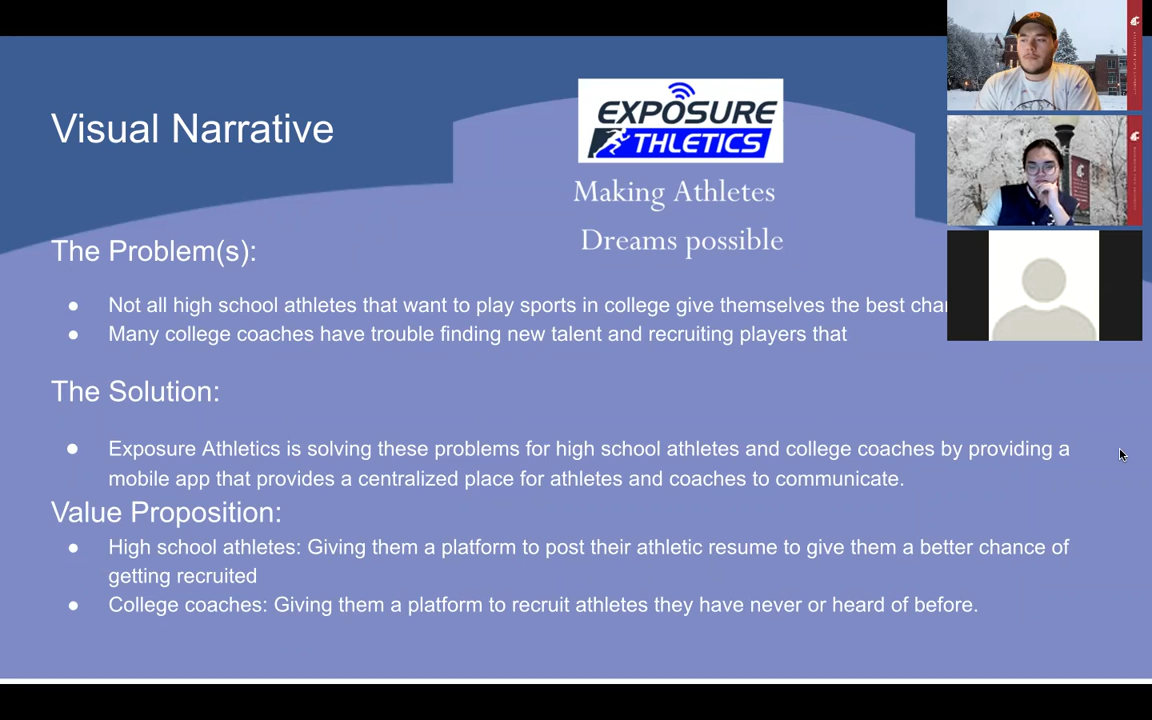 Visual Narrative
EXPOSURE
THLETICS
Making Athletes
Dreams possible
The Problem(s):
● Not all high school athletes that want to play sports in college give themselves the best
● Many college coaches have trouble finding new talent and recruiting players that
The Solution:
● Exposure Athletics is solving these problems for high school athletes and college coaches by providing a
mobile app that provides a centralized place for athletes and coaches to communicate.
Value Proposition:
● High school athletes: Giving them a platform to post their athletic resume to give them a better chance of
getting recruited
● College coaches: Giving them a platform to recruit athletes they have never or heard of before.